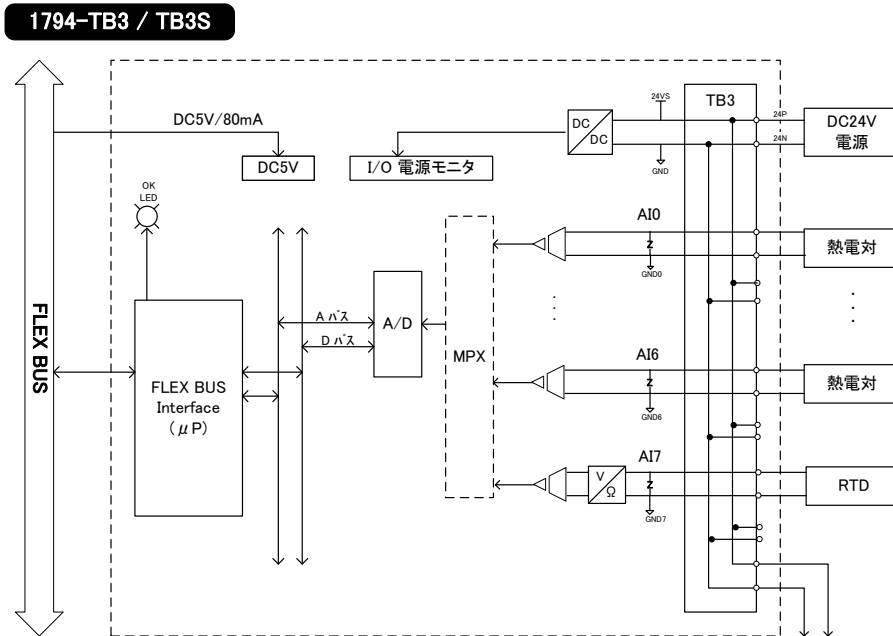 1794-TB3 / TB3S
DC5V/80mA
DC5V
I/O 電源モニタ
DC
DC
24VS
GND
TB3
24P
24N
DC24V
電源
OK
LED
FLEX BUS
FLEX BUS
Interface
(μP)
A バス
D バス
A/D
MPX
AI0
Z
GND0
熱電対
AI6
Z
GND6
熱電対
AI7
V
Ω
Z
GND7
RTD